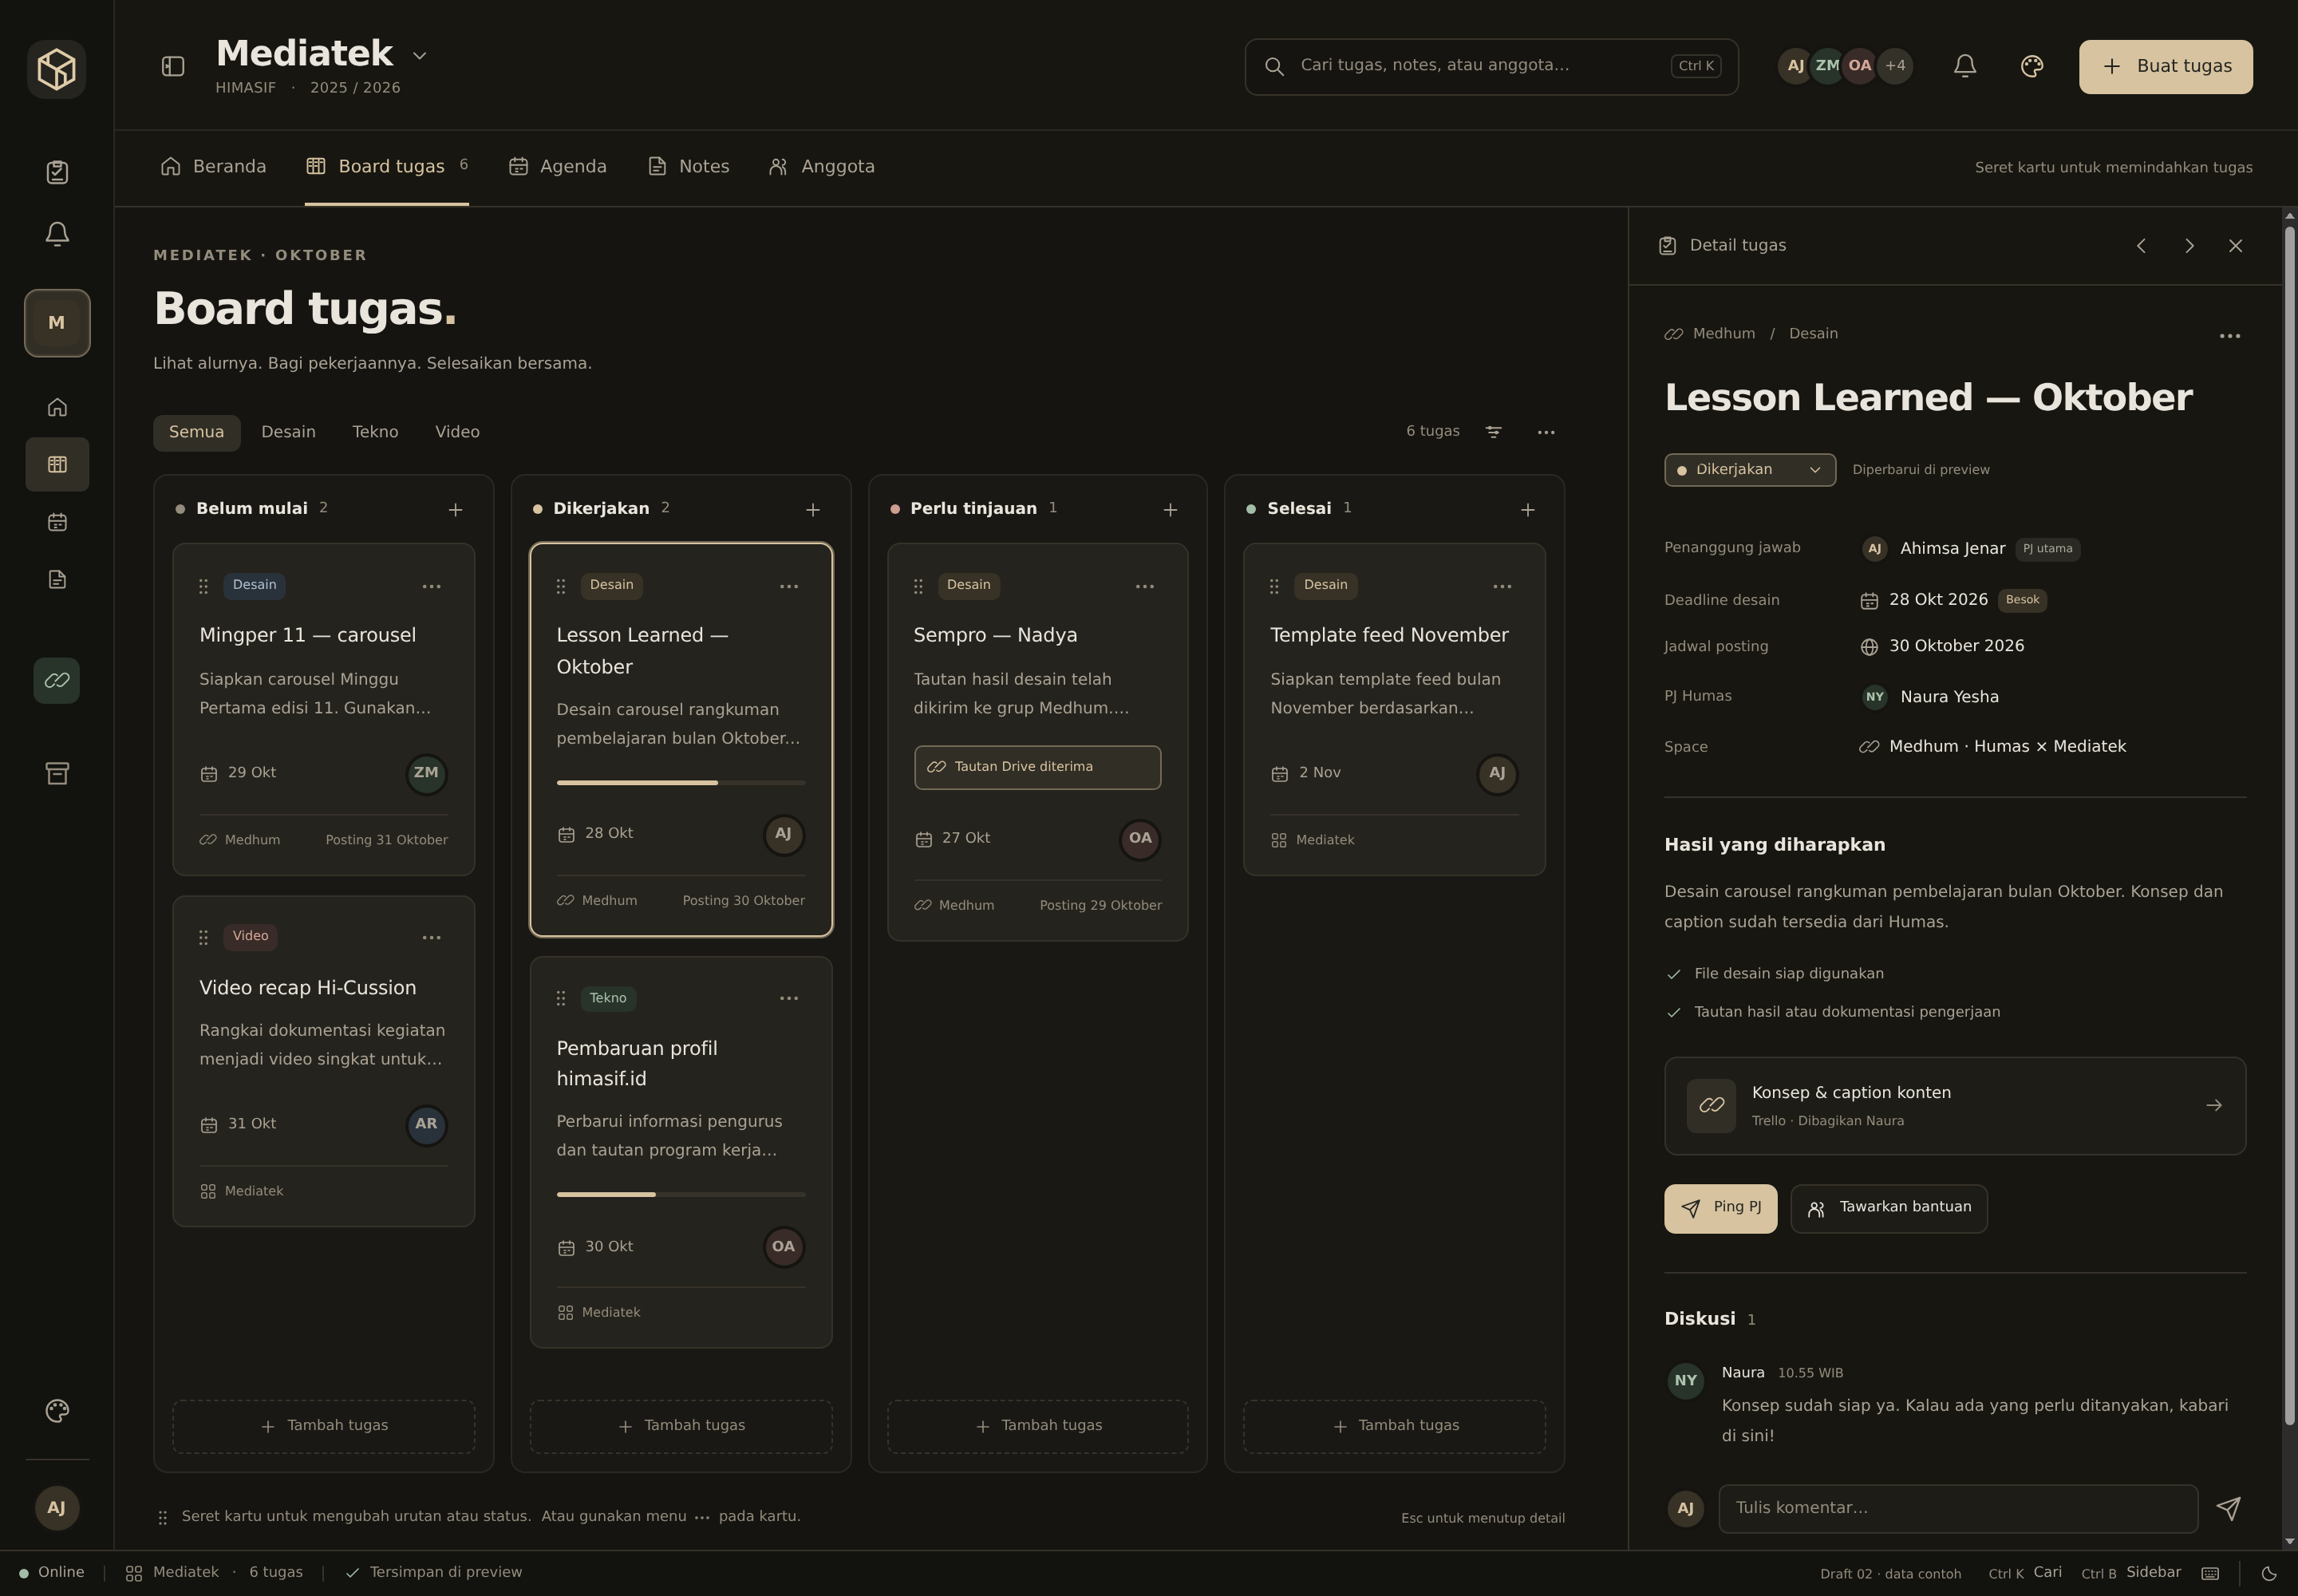 Mediatek
HIMASIF · 2025 / 2026
Cari tugas, notes, atau anggota...
Ctrl K
AJ ZM OA +4
+ Buat tugas
Beranda
Board tugas 6
Agenda
Notes
Anggota
Seret kartu untuk memindahkan tugas
M
AJ
MEDIATEK · OKTOBER
Board tugas.
Lihat alurnya. Bagi pekerjaannya. Selesaikan bersama.
Semua Desain Tekno Video
6 tugas
Belum mulai 2
Desain
Mingper 11 — carousel
Siapkan carousel Minggu
Pertama edisi 11. Gunakan...
29 Okt
ZM
Medhum Posting 31 Oktober
Video
Video recap Hi-Cussion
Rangkai dokumentasi kegiatan
menjadi video singkat untuk...
31 Okt
AR
Mediatek
+ Tambah tugas
Dikerjakan 2
Desain
Lesson Learned —
Oktober
Desain carousel rangkuman
pembelajaran bulan Oktober...
28 Okt
AJ
Medhum Posting 30 Oktober
Tekno
Pembaruan profil
himasif.id
Perbarui informasi pengurus
dan tautan program kerja...
30 Okt
OA
Mediatek
+ Tambah tugas
Perlu tinjauan 1
Desain
Sempro — Nadya
Tautan hasil desain telah
dikirim ke grup Medhum....
Tautan Drive diterima
27 Okt
OA
Medhum Posting 29 Oktober
+ Tambah tugas
Selesai 1
Desain
Template feed November
Siapkan template feed bulan
November berdasarkan...
2 Nov
AJ
Mediatek
+ Tambah tugas
Seret kartu untuk mengubah urutan atau status. Atau gunakan menu ··· pada kartu.
Esc untuk menutup detail
Detail tugas
Medhum / Desain
Lesson Learned — Oktober
Dikerjakan
Diperbarui di preview
Penanggung jawab AJ Ahimsa Jenar PJ utama
Deadline desain 28 Okt 2026 Besok
Jadwal posting 30 Oktober 2026
PJ Humas NY Naura Yesha
Space Medhum · Humas × Mediatek
Hasil yang diharapkan
Desain carousel rangkuman pembelajaran bulan Oktober. Konsep dan
caption sudah tersedia dari Humas.
File desain siap digunakan
Tautan hasil atau dokumentasi pengerjaan
Konsep & caption konten
Trello · Dibagikan Naura
Ping PJ
Tawarkan bantuan
Diskusi 1
NY
Naura 10.55 WIB
Konsep sudah siap ya. Kalau ada yang perlu ditanyakan, kabari
di sini!
AJ
Tulis komentar...
Online
Mediatek · 6 tugas
Tersimpan di preview
Draft 02 · data contoh
Ctrl K Cari
Ctrl B Sidebar